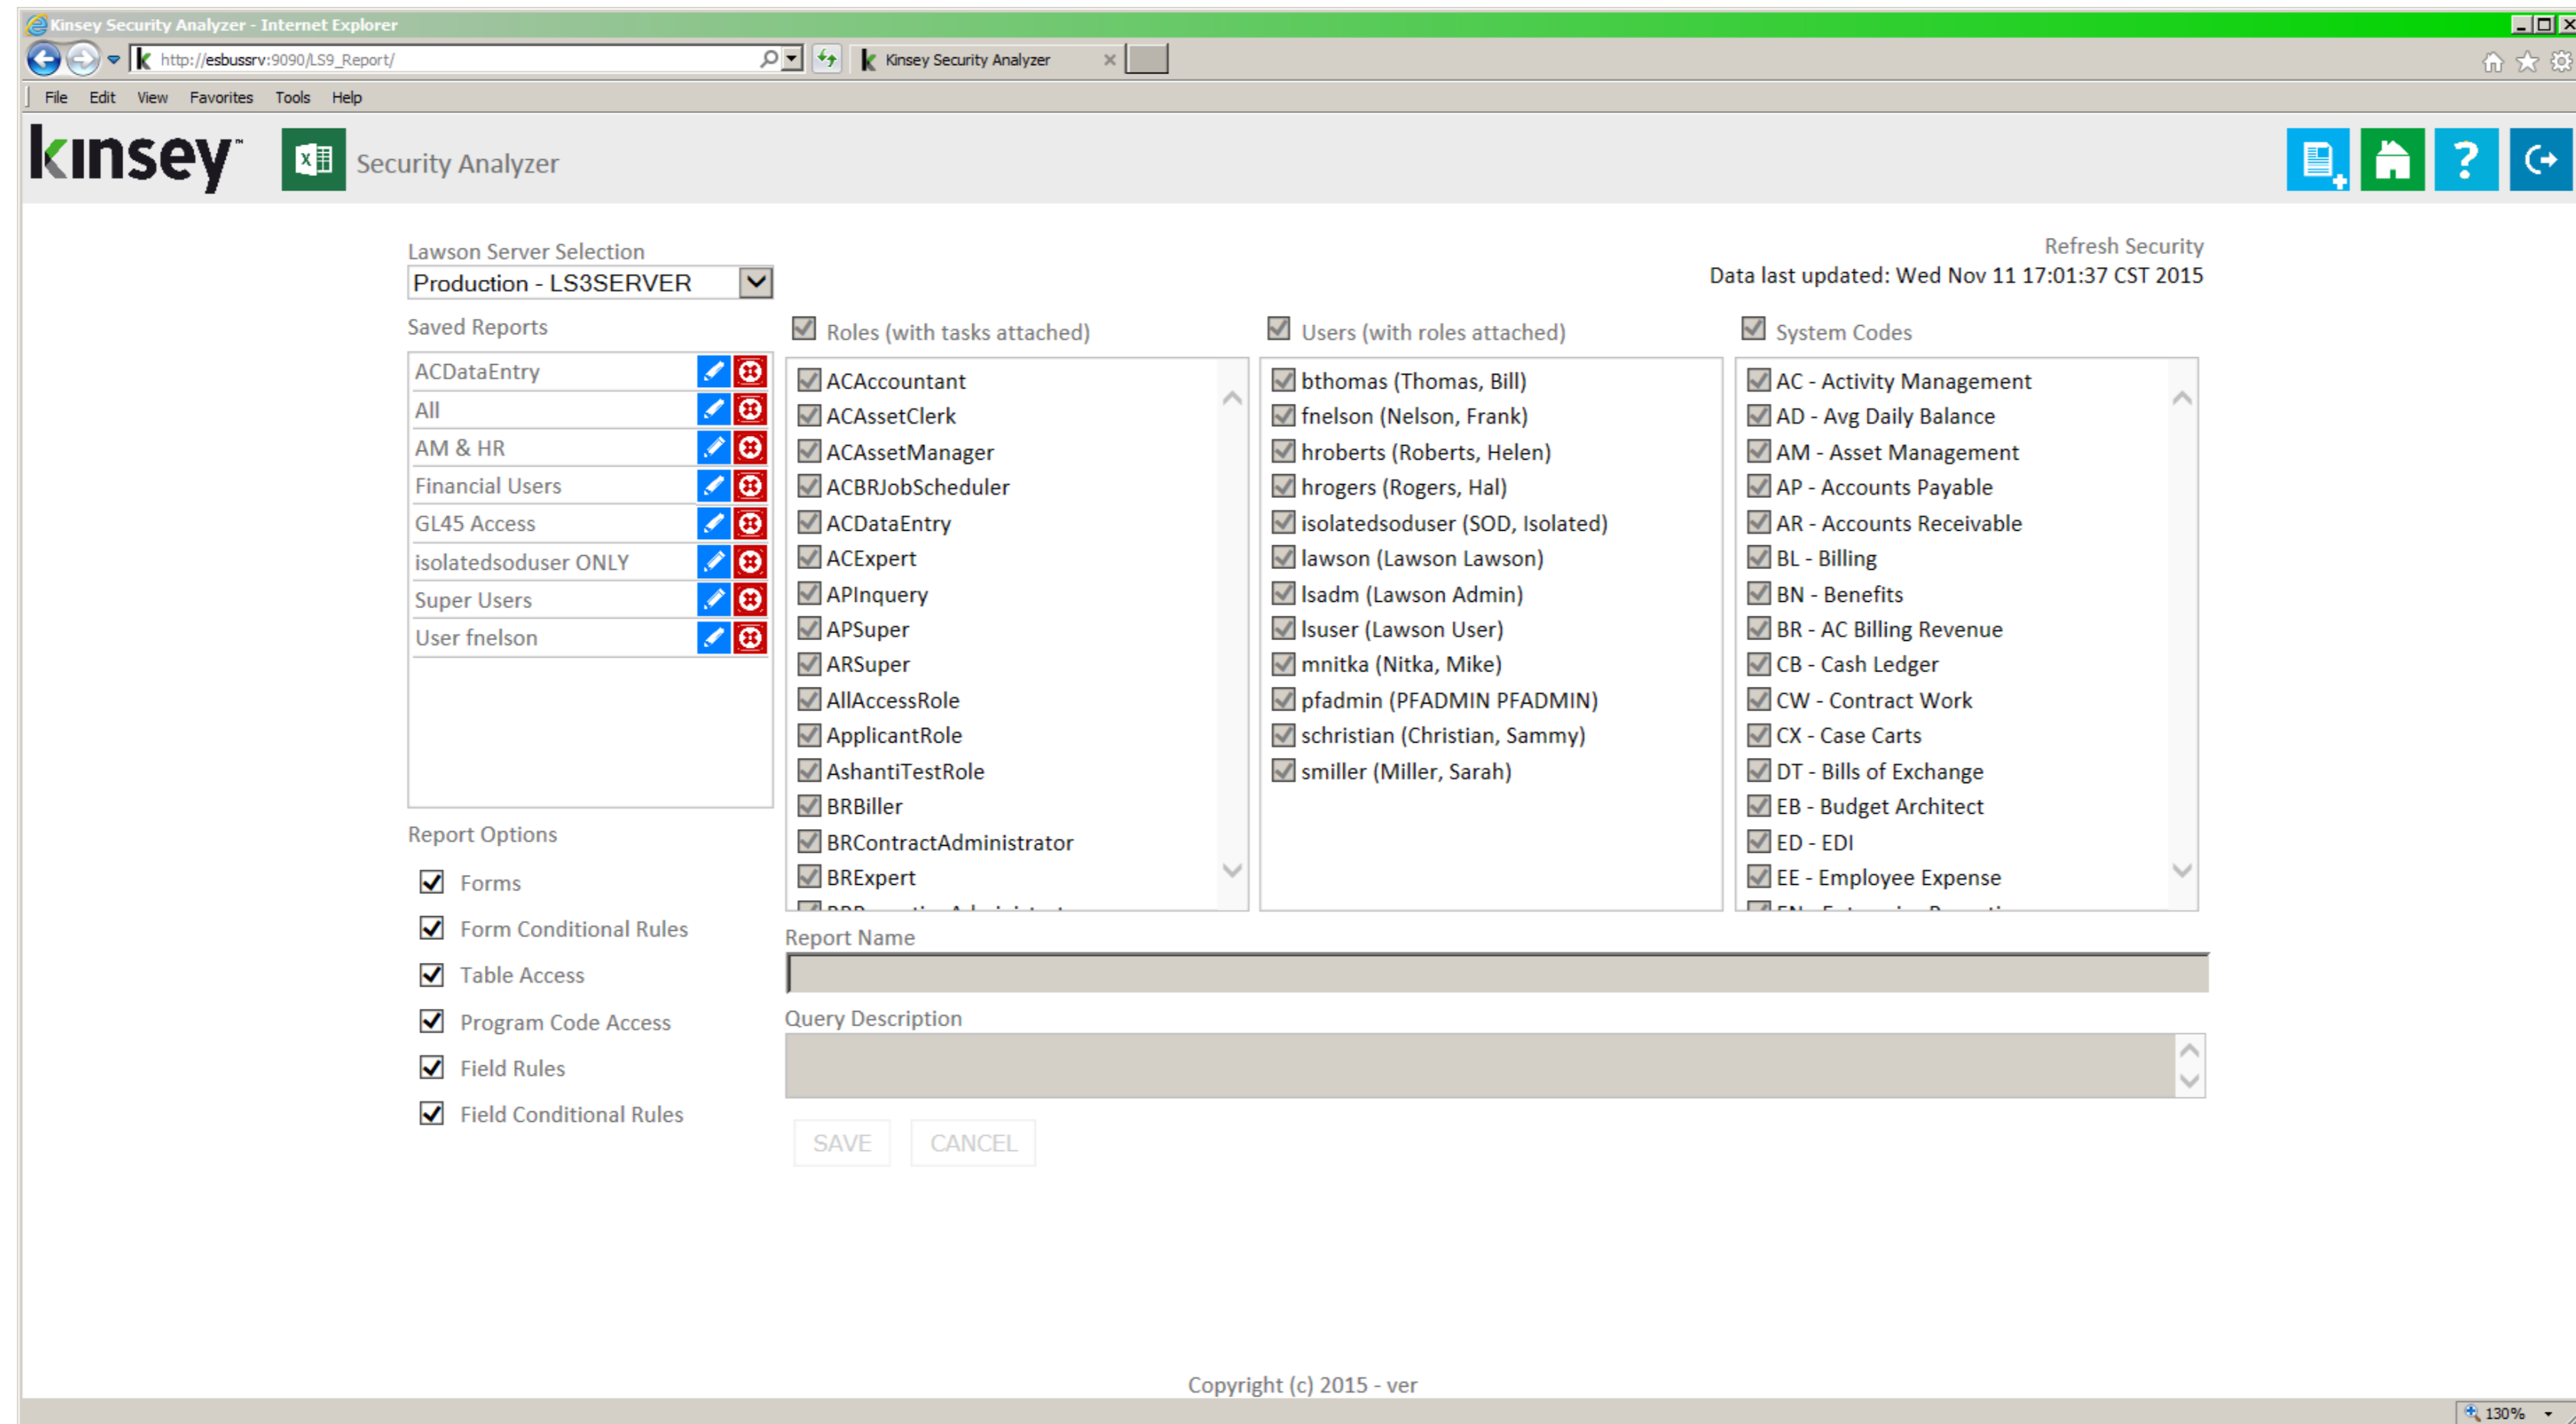 Kinsey Security Analyzer - Internet Explorer
http://esbussrv:9090/LS9_Report/
Kinsey Security Analyzer
File Edit View Favorites Tools Help
kinsey™
Security Analyzer
Lawson Server Selection
Production - LS3SERVER
Refresh Security
Data last updated: Wed Nov 11 17:01:37 CST 2015
Saved Reports
ACDataEntry
All
AM & HR
Financial Users
GL45 Access
isolatedsoduser ONLY
Super Users
User fnelson
Roles (with tasks attached)
ACAccountant
ACAssetClerk
ACAssetManager
ACBRJobScheduler
ACDataEntry
ACExpert
APInquery
APSuper
ARSuper
AllAccessRole
ApplicantRole
AshantiTestRole
BRBiller
BRContractAdministrator
BRExpert
Users (with roles attached)
bthomas (Thomas, Bill)
fnelson (Nelson, Frank)
hroberts (Roberts, Helen)
hrogers (Rogers, Hal)
isolatedsoduser (SOD, Isolated)
lawson (Lawson Lawson)
lsadm (Lawson Admin)
lsuser (Lawson User)
mnitka (Nitka, Mike)
pfadmin (PFADMIN PFADMIN)
schristian (Christian, Sammy)
smiller (Miller, Sarah)
System Codes
AC - Activity Management
AD - Avg Daily Balance
AM - Asset Management
AP - Accounts Payable
AR - Accounts Receivable
BL - Billing
BN - Benefits
BR - AC Billing Revenue
CB - Cash Ledger
CW - Contract Work
CX - Case Carts
DT - Bills of Exchange
EB - Budget Architect
ED - EDI
EE - Employee Expense
Report Options
Forms
Form Conditional Rules
Table Access
Program Code Access
Field Rules
Field Conditional Rules
Report Name
Query Description
SAVE CANCEL
Copyright (c) 2015 - ver
130%